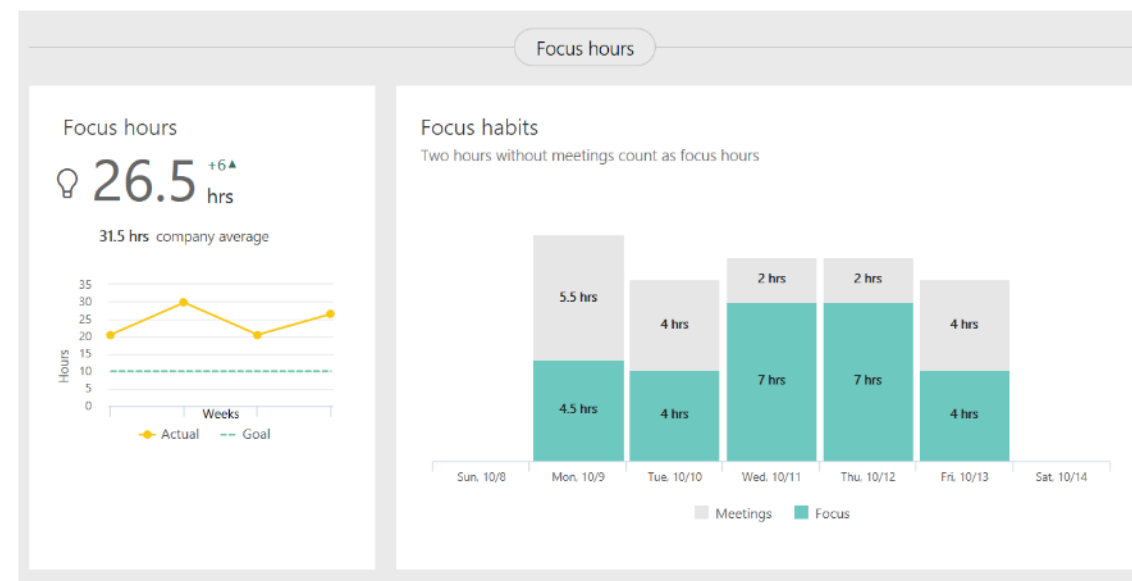 Focus hours
Focus hours
26.5 +6▲ hrs
31.5 hrs company average
35
30
25
20
15
10
5
0
Hours
Weeks
Actual Goal
Focus habits
Two hours without meetings count as focus hours
5.5 hrs
4 hrs
2 hrs
2 hrs
4 hrs
4.5 hrs
4 hrs
7 hrs
7 hrs
4 hrs
Sun, 10/8 Mon, 10/9 Tue, 10/10 Wed, 10/11 Thu, 10/12 Fri, 10/13 Sat, 10/14
Meetings Focus